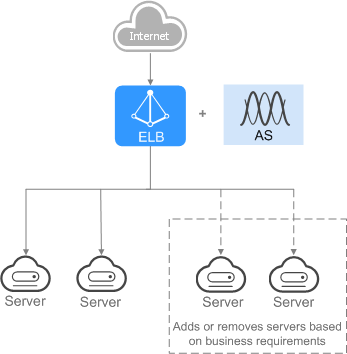 Internet
ELB
+
AS
Server
Server
Server
Server
Adds or removes servers based
on business requirements